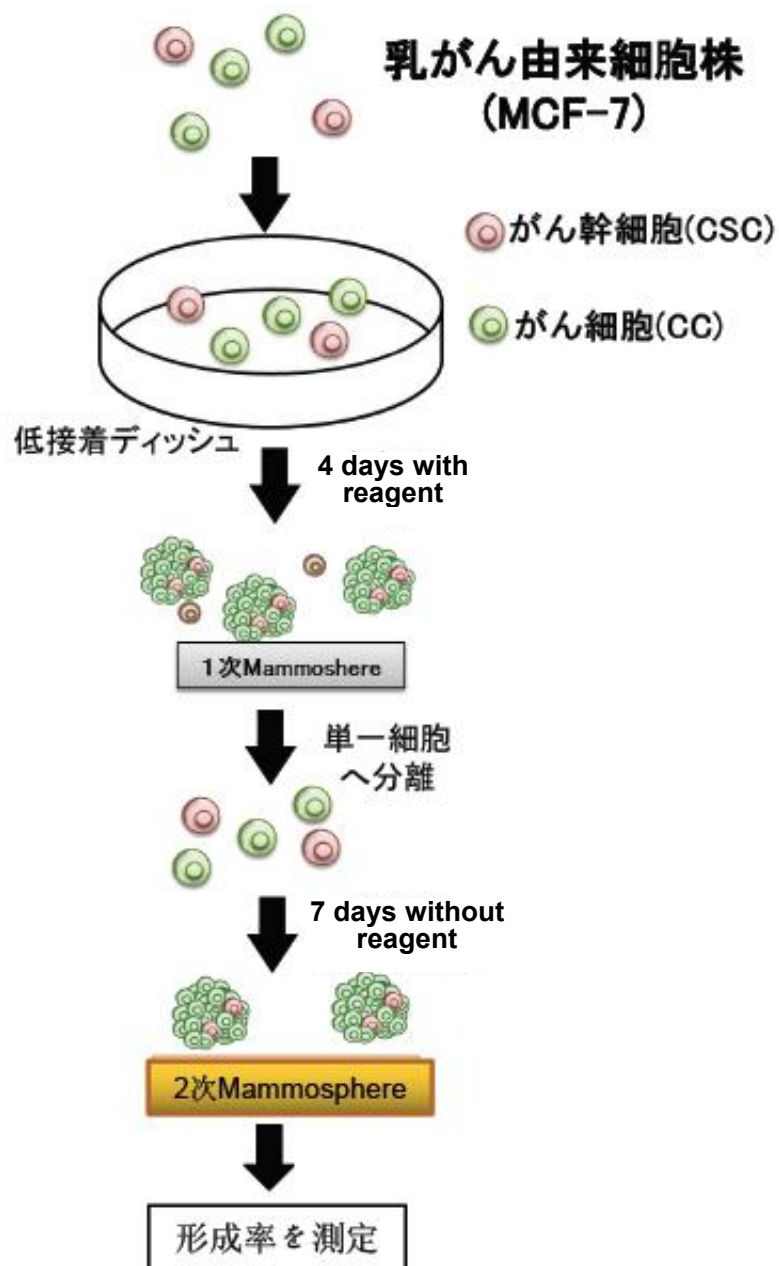 乳がん由来細胞株
(MCF-7)
がん幹細胞(CSC)
がん細胞(CC)
低接着ディッシュ
4 days with
reagent
1次Mammoshere
単一細胞
へ分離
7 days without
reagent
2次Mammosphere
形成率を測定